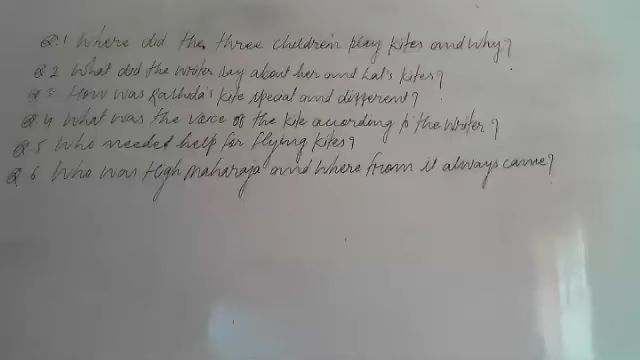 Q.1 Where did the three children play kites and why?
Q 2 What did the writer say about her and Lal's kites?
Q 3 How was Rashida's kite special and different?
Q.4 What was the voice of the kite according to the writer?
Q.5 Who needed help for flying kites?
Q.6 Who was High Maharaja and where from it always came?